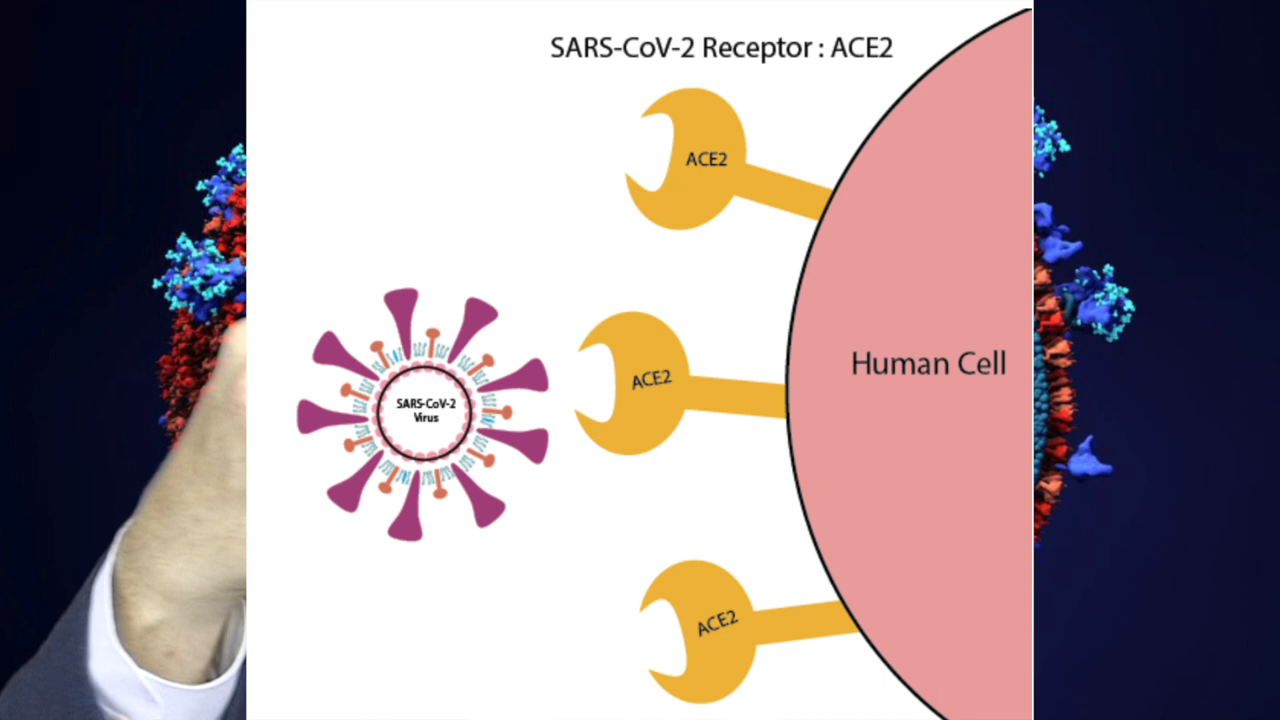 SARS-CoV-2 Receptor : ACE2
ACE2
ACE2
Human Cell
SARS-CoV-2
Virus
ACE2